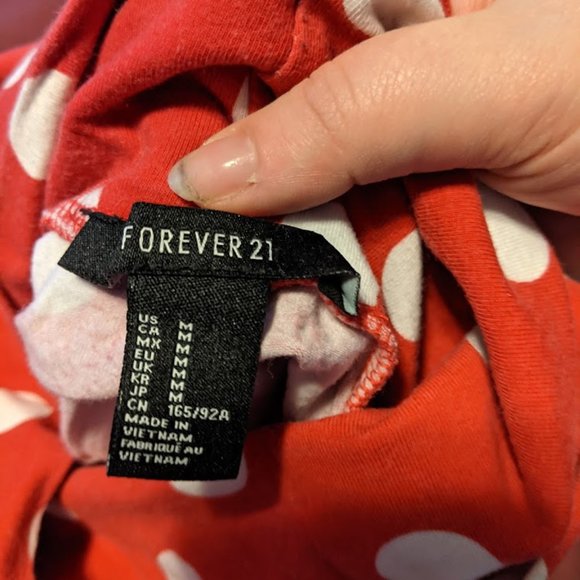 FOREVER 21
US M
CA M
MX M
EU M
UK M
KR M
JP M
CN 165/92A
MADE IN
VIETNAM
FABRIQUÉ AU
VIETNAM